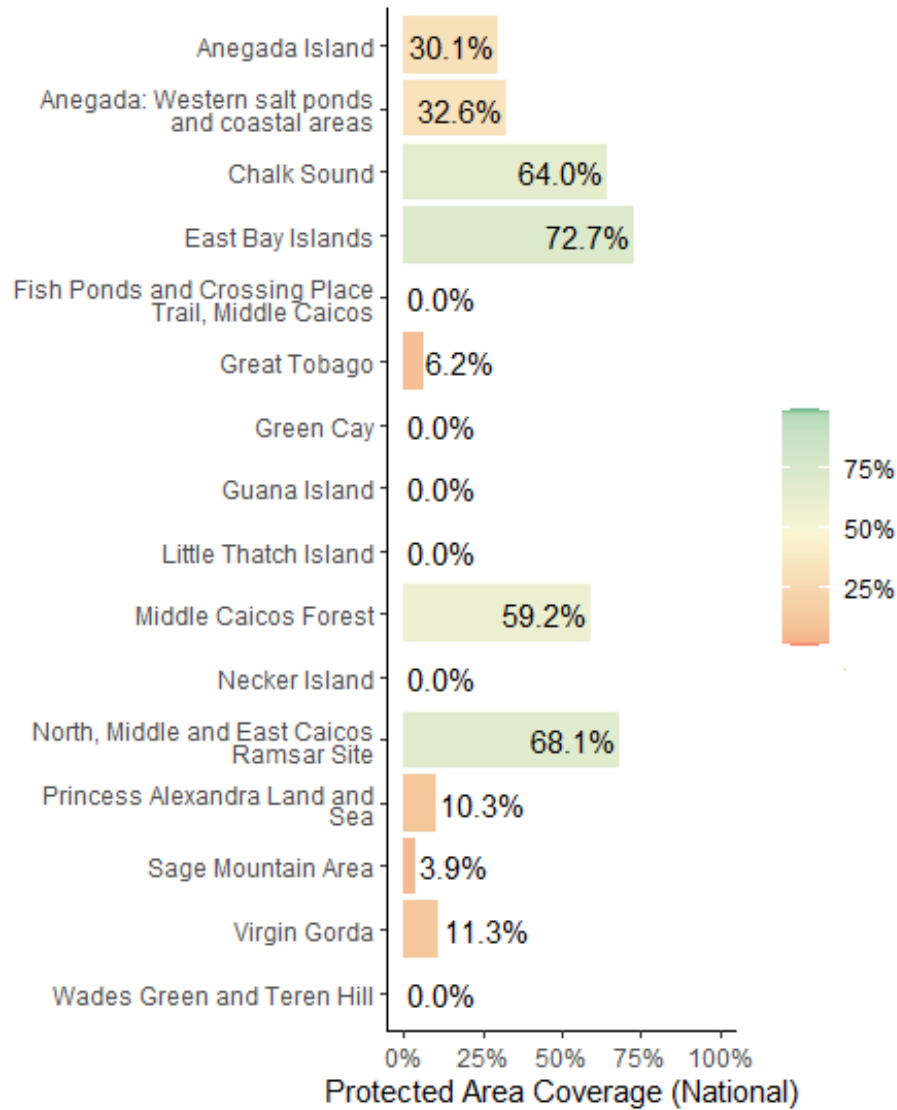 Anegada Island
30.1%
Anegada: Western salt ponds
and coastal areas
32.6%
Chalk Sound
64.0%
East Bay Islands
72.7%
Fish Ponds and Crossing Place
Trail, Middle Caicos
0.0%
Great Tobago
6.2%
Green Cay
0.0%
Guana Island
0.0%
Little Thatch Island
0.0%
Middle Caicos Forest
59.2%
Necker Island
0.0%
North, Middle and East Caicos
Ramsar Site
68.1%
Princess Alexandra Land and
Sea
10.3%
Sage Mountain Area
3.9%
Virgin Gorda
11.3%
Wades Green and Teren Hill
0.0%
0% 25% 50% 75% 100%
Protected Area Coverage (National)
75%
50%
25%